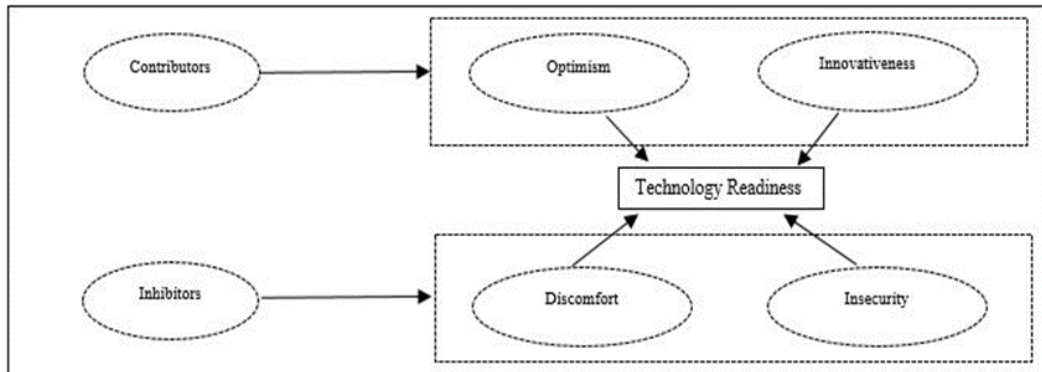 Contributors
Optimism
Innovativeness
Technology Readiness
Inhibitors
Discomfort
Insecurity